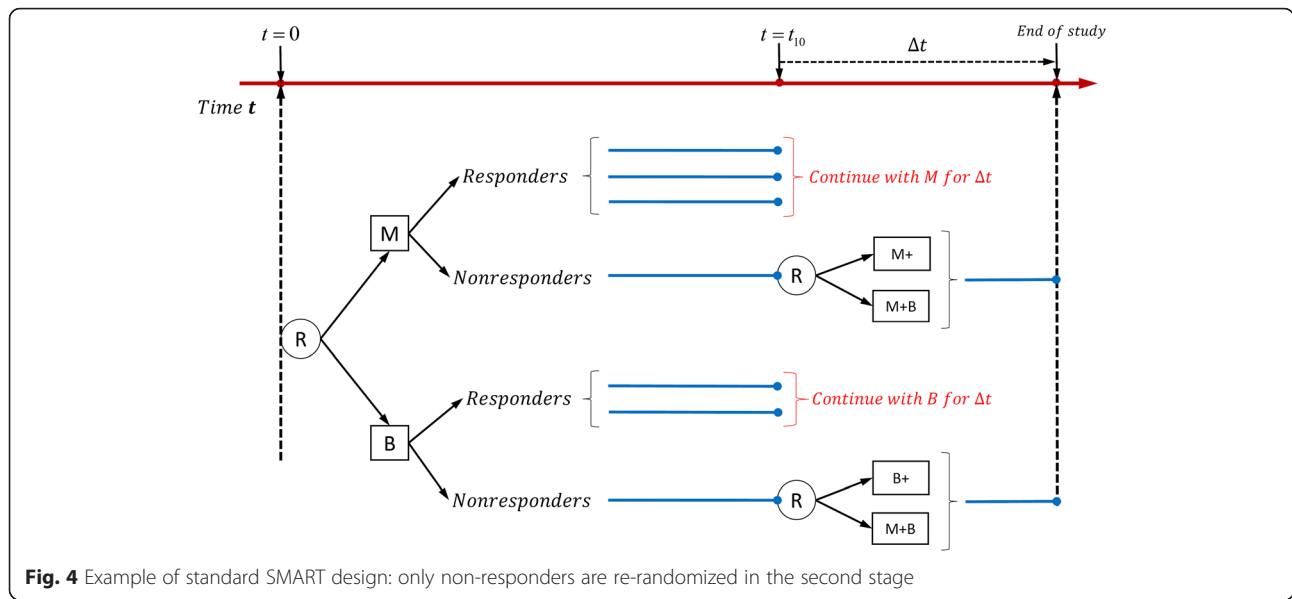 t = 0
t = t₁₀
Δt
End of study
Time t
Responders
Continue with M for Δt
M
Nonresponders
R
M+
M+B
R
Responders
Continue with B for Δt
B
Nonresponders
R
B+
M+B
Fig. 4 Example of standard SMART design: only non-responders are re-randomized in the second stage